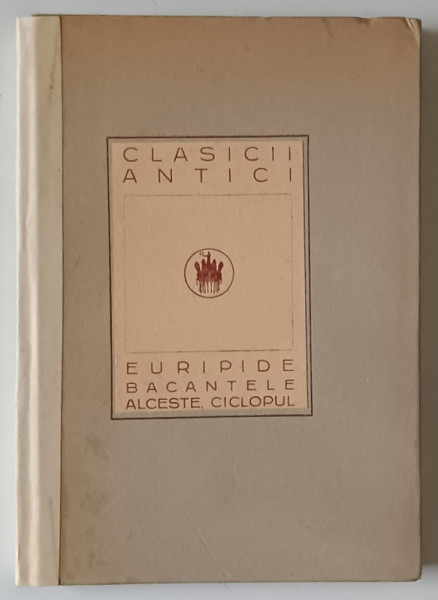 CLASICII
ANTICI
EURIPIDE
BACANTELE
ALCESTE, CICLOPUL